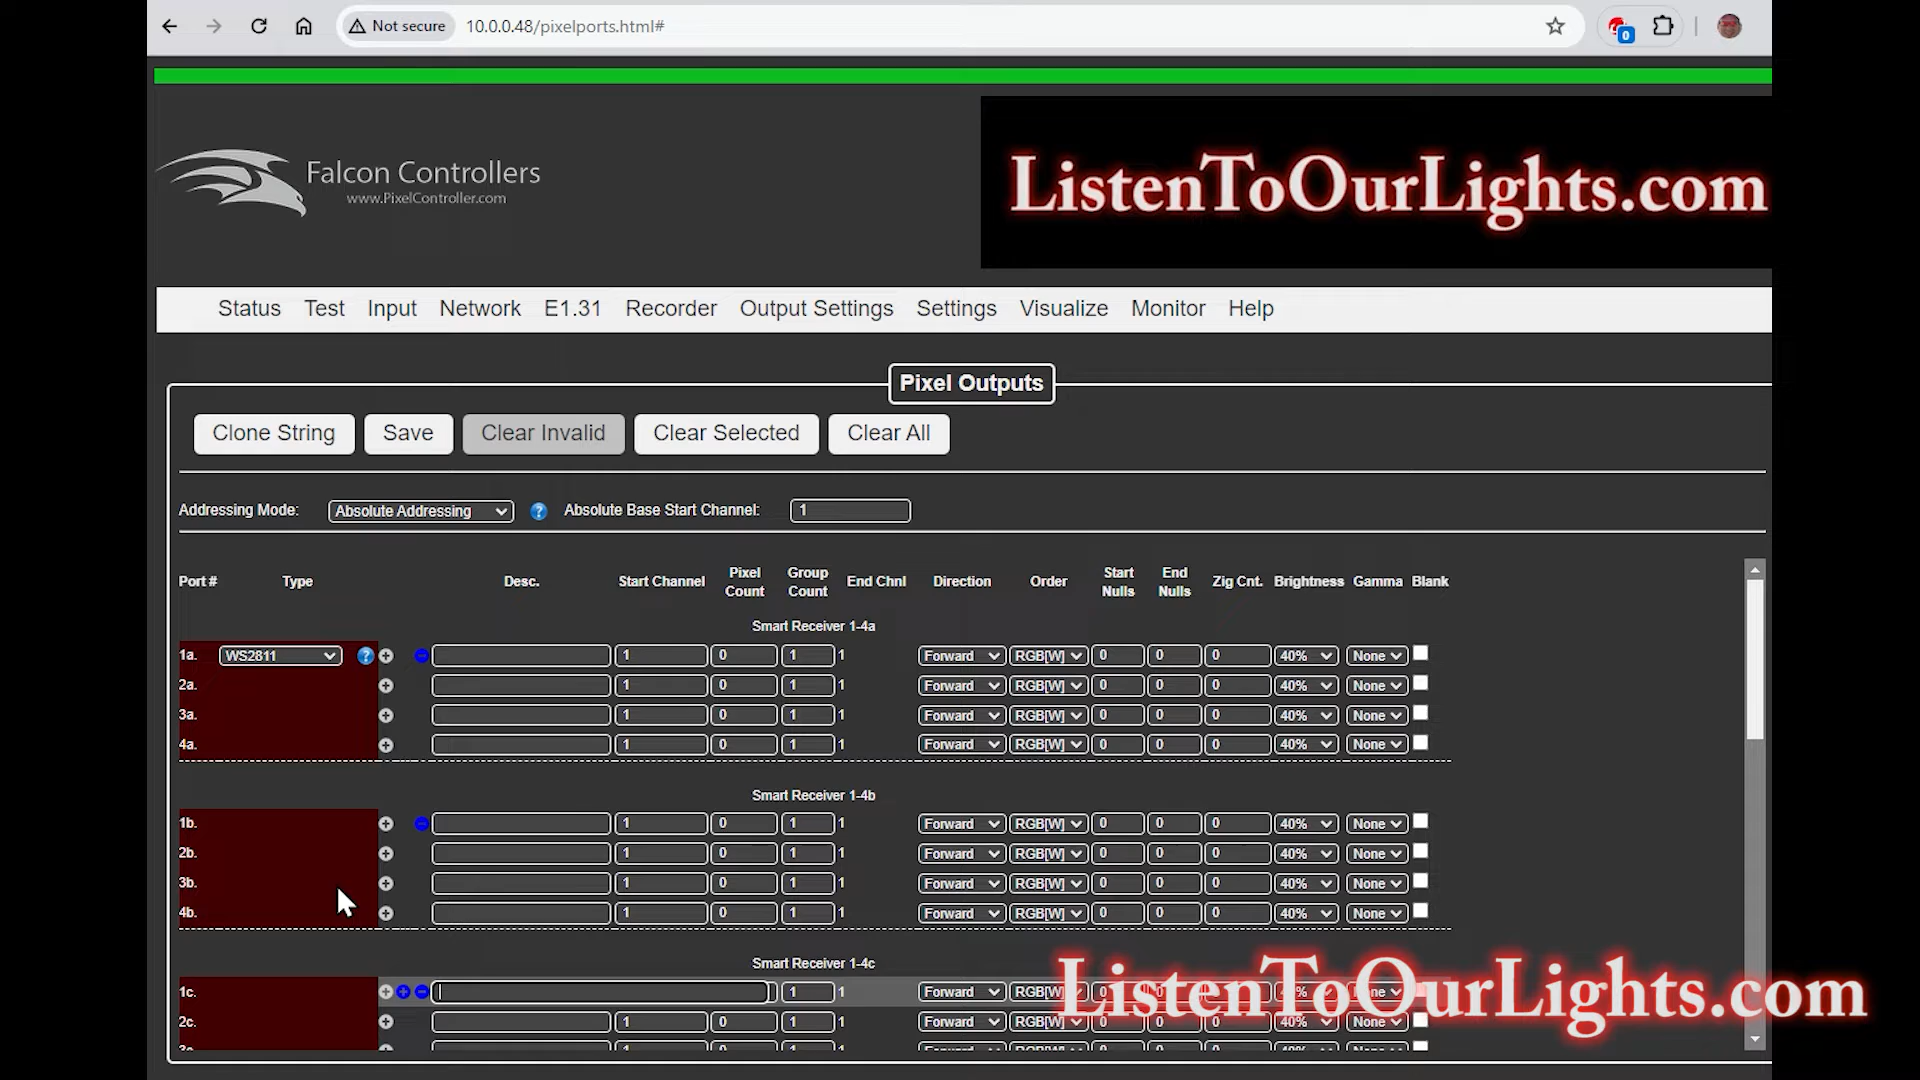 Not secure 10.0.0.48/pixelports.html#
0
Falcon Controllers
www.PixelController.com
ListenToOurLights.com
Status Test Input Network E1.31 Recorder Output Settings Settings Visualize Monitor Help
Pixel Outputs
Clone String Save Clear Invalid Clear Selected Clear All
Addressing Mode: Absolute Addressing ? Absolute Base Start Channel: 1
Port # Type Desc. Start Channel Pixel Count Group Count End Chnl Direction Order Start Nulls End Nulls Zig Cnt. Brightness Gamma Blank
Smart Receiver 1-4a
1a. WS2811 ? 1 0 1 1 Forward RGB[W] 0 0 0 40% None
2a. 1 0 1 1 Forward RGB[W] 0 0 0 40% None
3a. 1 0 1 1 Forward RGB[W] 0 0 0 40% None
4a. 1 0 1 1 Forward RGB[W] 0 0 0 40% None
Smart Receiver 1-4b
1b. 1 0 1 1 Forward RGB[W] 0 0 0 40% None
2b. 1 0 1 1 Forward RGB[W] 0 0 0 40% None
3b. 1 0 1 1 Forward RGB[W] 0 0 0 40% None
4b. 1 0 1 1 Forward RGB[W] 0 0 0 40% None
Smart Receiver 1-4c
1c. 1 1 Forward RGB[W] 0 0 0 40% None
2c. 1 0 1 1 Forward RGB[W] 0 0 0 40% None
ListenToOurLights.com